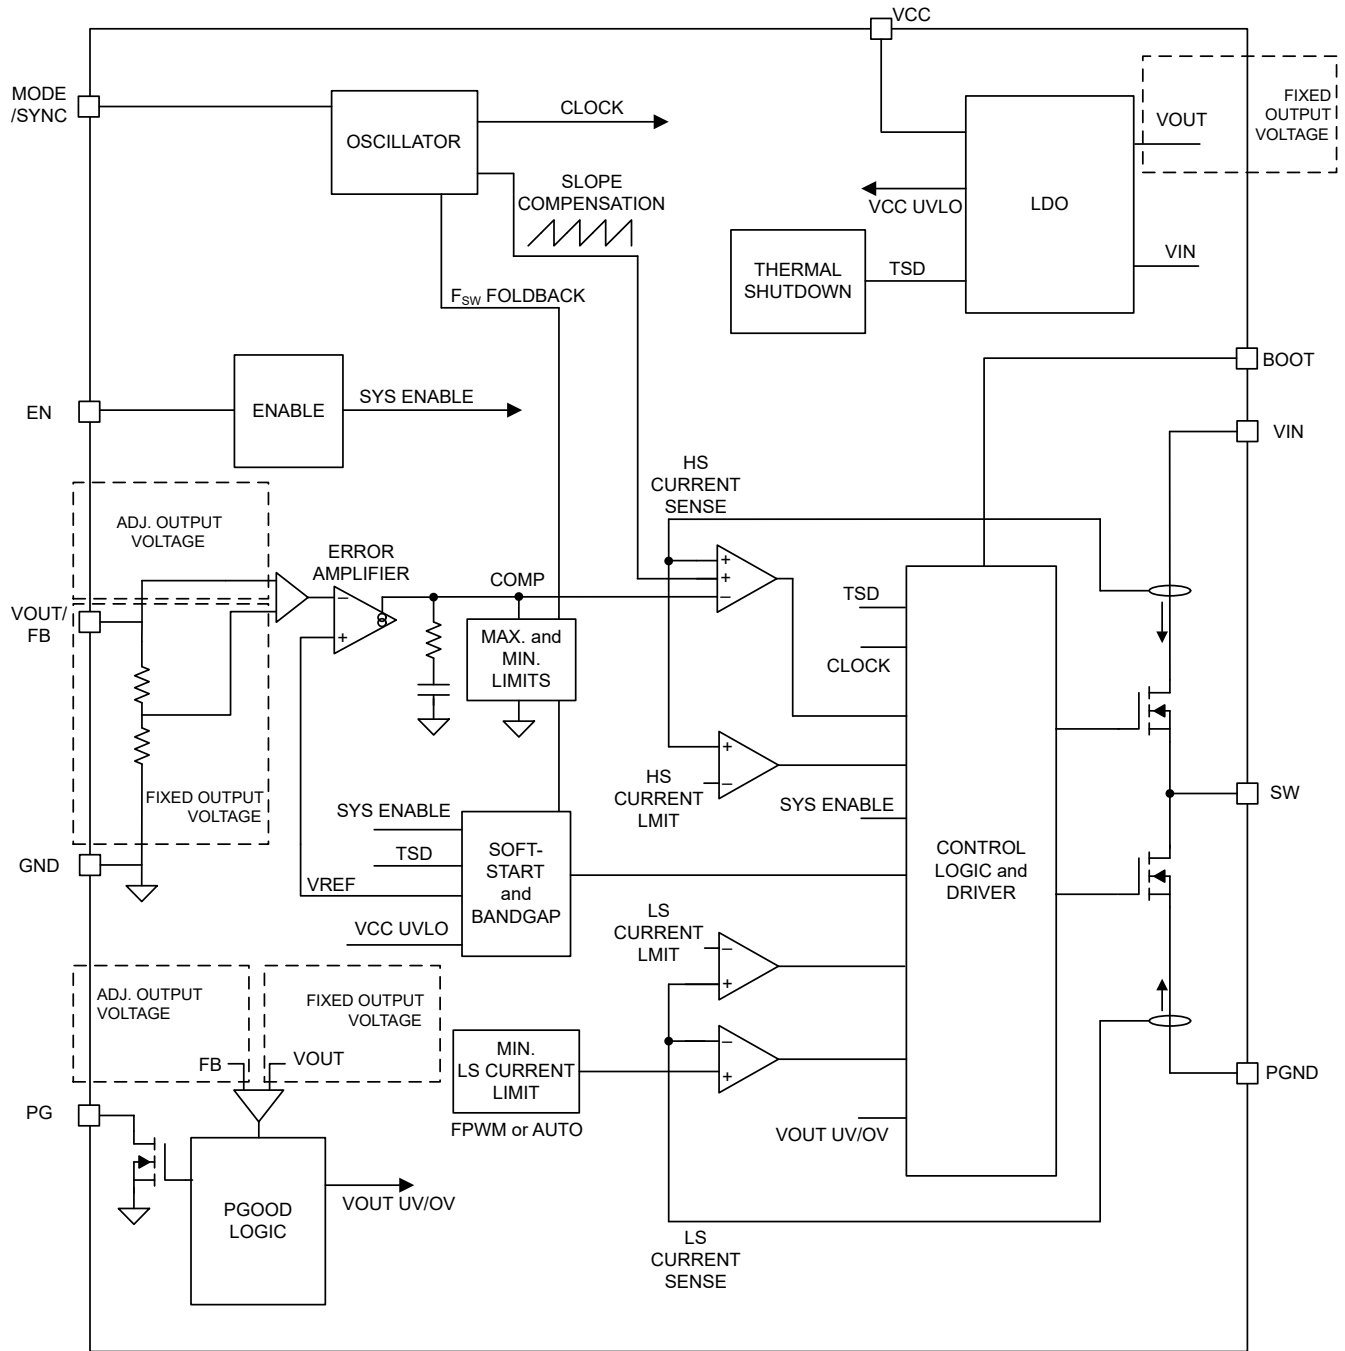 VCC
MODE
/SYNC
OSCILLATOR
CLOCK
SLOPE
COMPENSATION
FSW FOLDBACK
VOUT
FIXED
OUTPUT
VOLTAGE
LDO
VCC UVLO
VIN
THERMAL
SHUTDOWN
TSD
BOOT
EN
ENABLE
SYS ENABLE
VIN
HS
CURRENT
SENSE
ADJ. OUTPUT
VOLTAGE
ERROR
AMPLIFIER
COMP
VOUT/
FB
MAX. and
MIN.
LIMITS
+
+
−
−
+
TSD
CLOCK
FIXED OUTPUT
VOLTAGE
+
−
HS
CURRENT
LMIT
SYS ENABLE
SW
GND
SYS ENABLE
TSD
VREF
VCC UVLO
SOFT-
START
and
BANDGAP
CONTROL
LOGIC and
DRIVER
LS
CURRENT
LMIT
−
+
ADJ. OUTPUT
VOLTAGE
FIXED OUTPUT
VOLTAGE
FB
VOUT
MIN.
LS CURRENT
LIMIT
FPWM or AUTO
−
+
PGND
PG
VOUT UV/OV
PGOOD
LOGIC
VOUT UV/OV
LS
CURRENT
SENSE